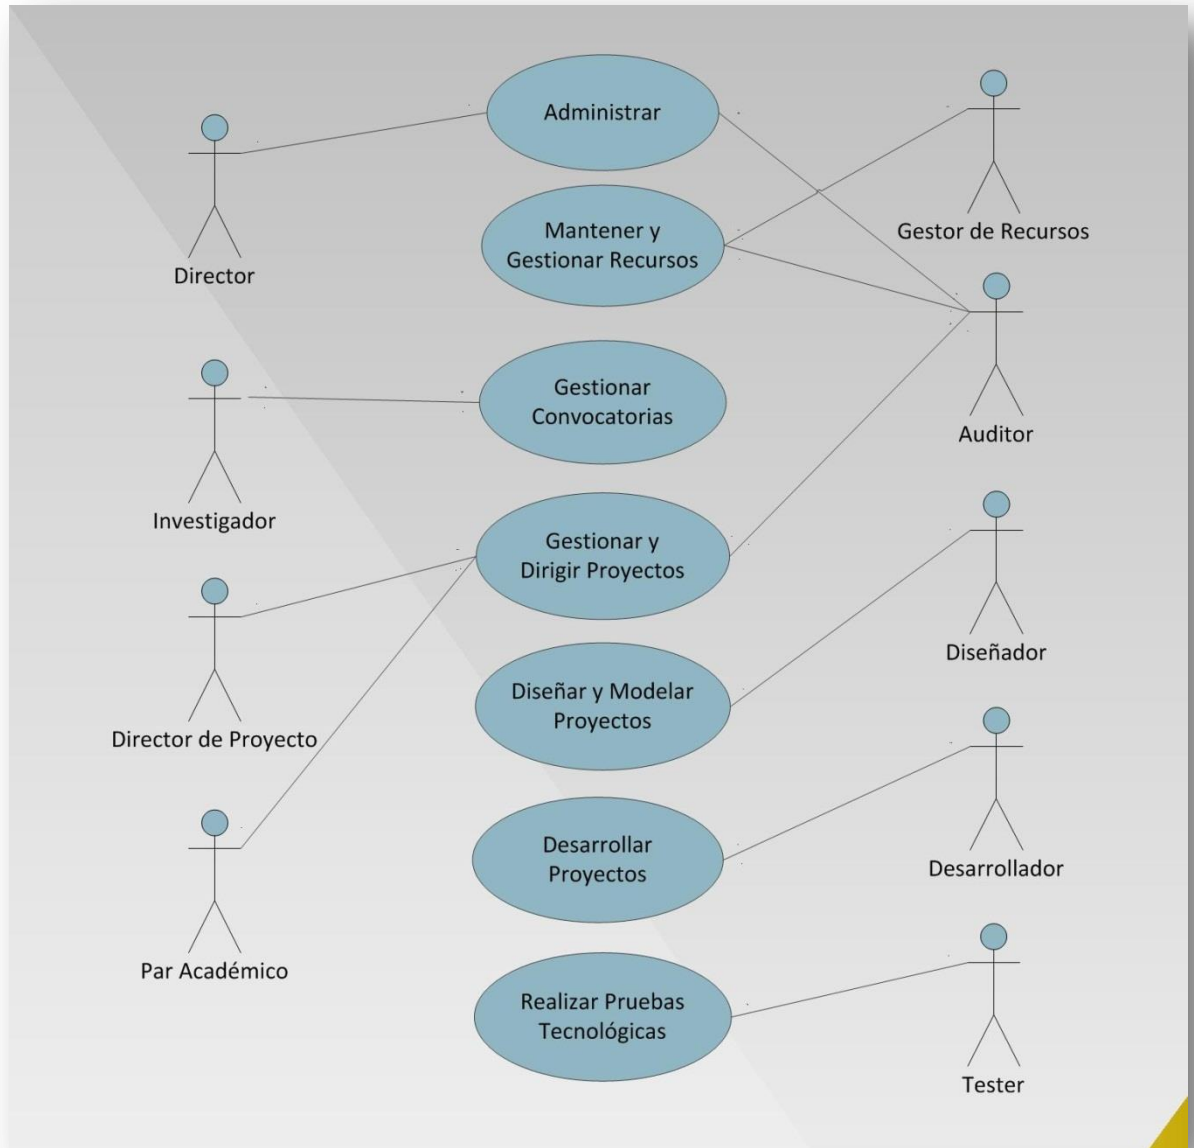 Administrar
Mantener y
Gestionar Recursos
Gestor de Recursos
Director
Gestionar
Convocatorias
Auditor
Investigador
Gestionar y
Dirigir Proyectos
Diseñador
Diseñar y Modelar
Proyectos
Director de Proyecto
Desarrollar
Proyectos
Desarrollador
Par Académico
Realizar Pruebas
Tecnológicas
Tester